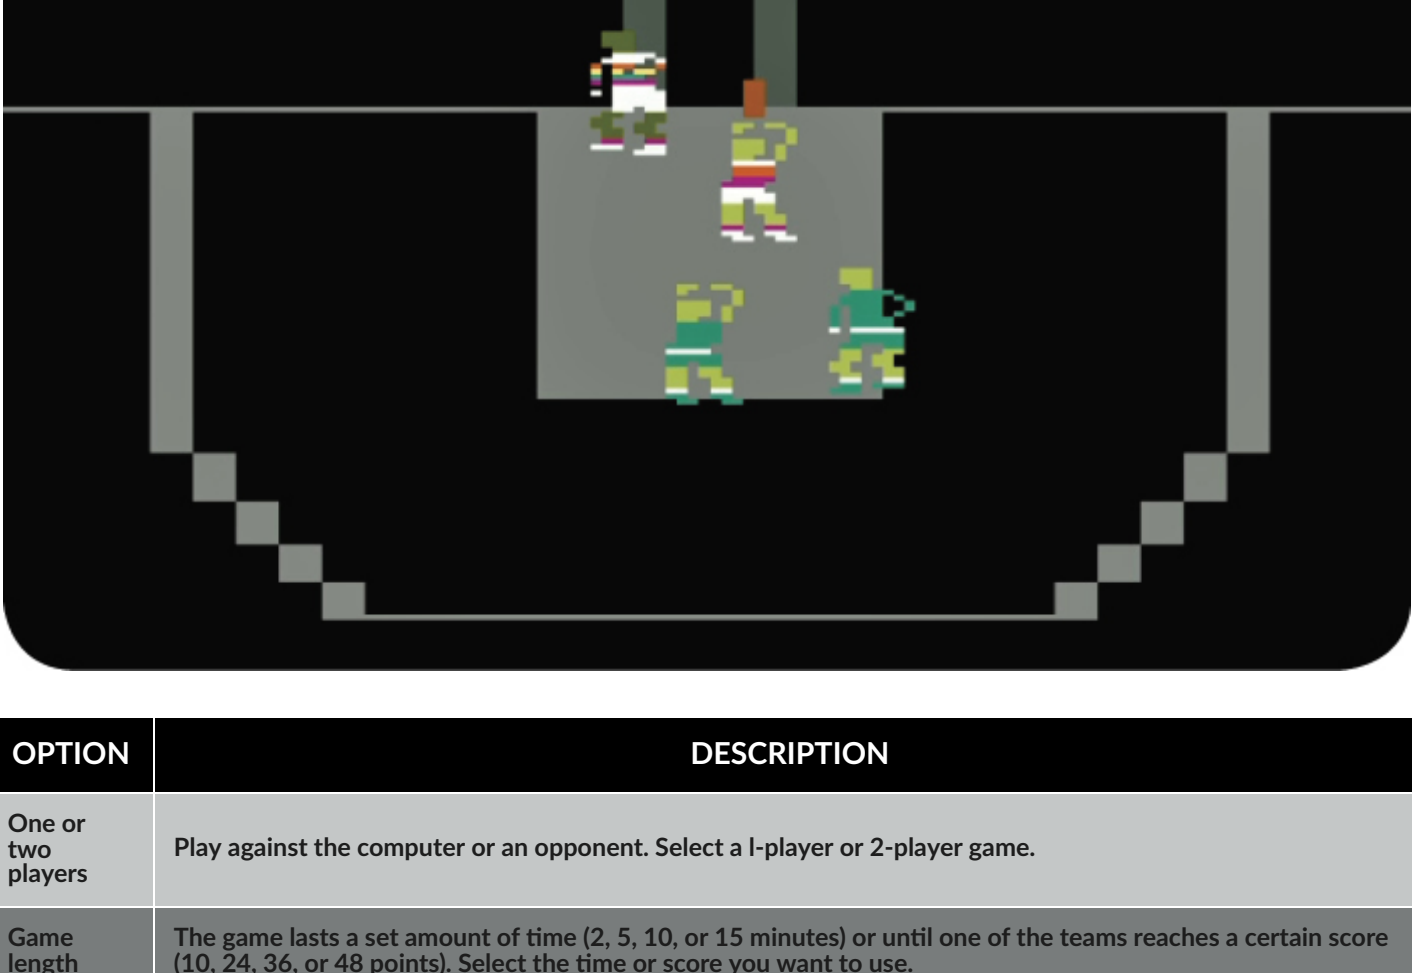 OPTION
DESCRIPTION
One or
two
players
Play against the computer or an opponent. Select a l-player or 2-player game.
Game
length
The game lasts a set amount of time (2, 5, 10, or 15 minutes) or until one of the teams reaches a certain score
(10, 24, 36, or 48 points). Select the time or score you want to use.